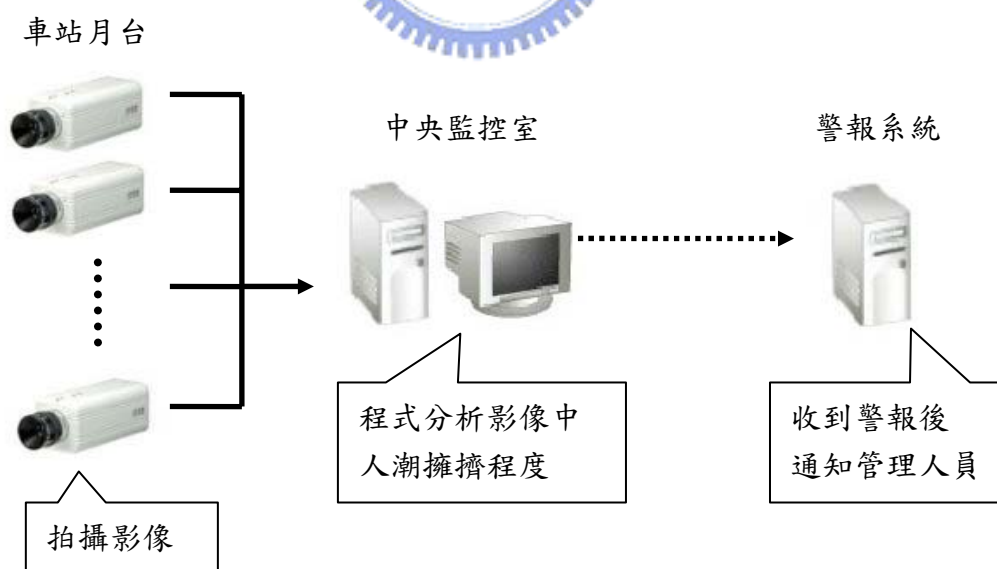 車站月台
中央監控室
警報系統
程式分析影像中
人潮擁擠程度
收到警報後
通知管理人員
拍攝影像